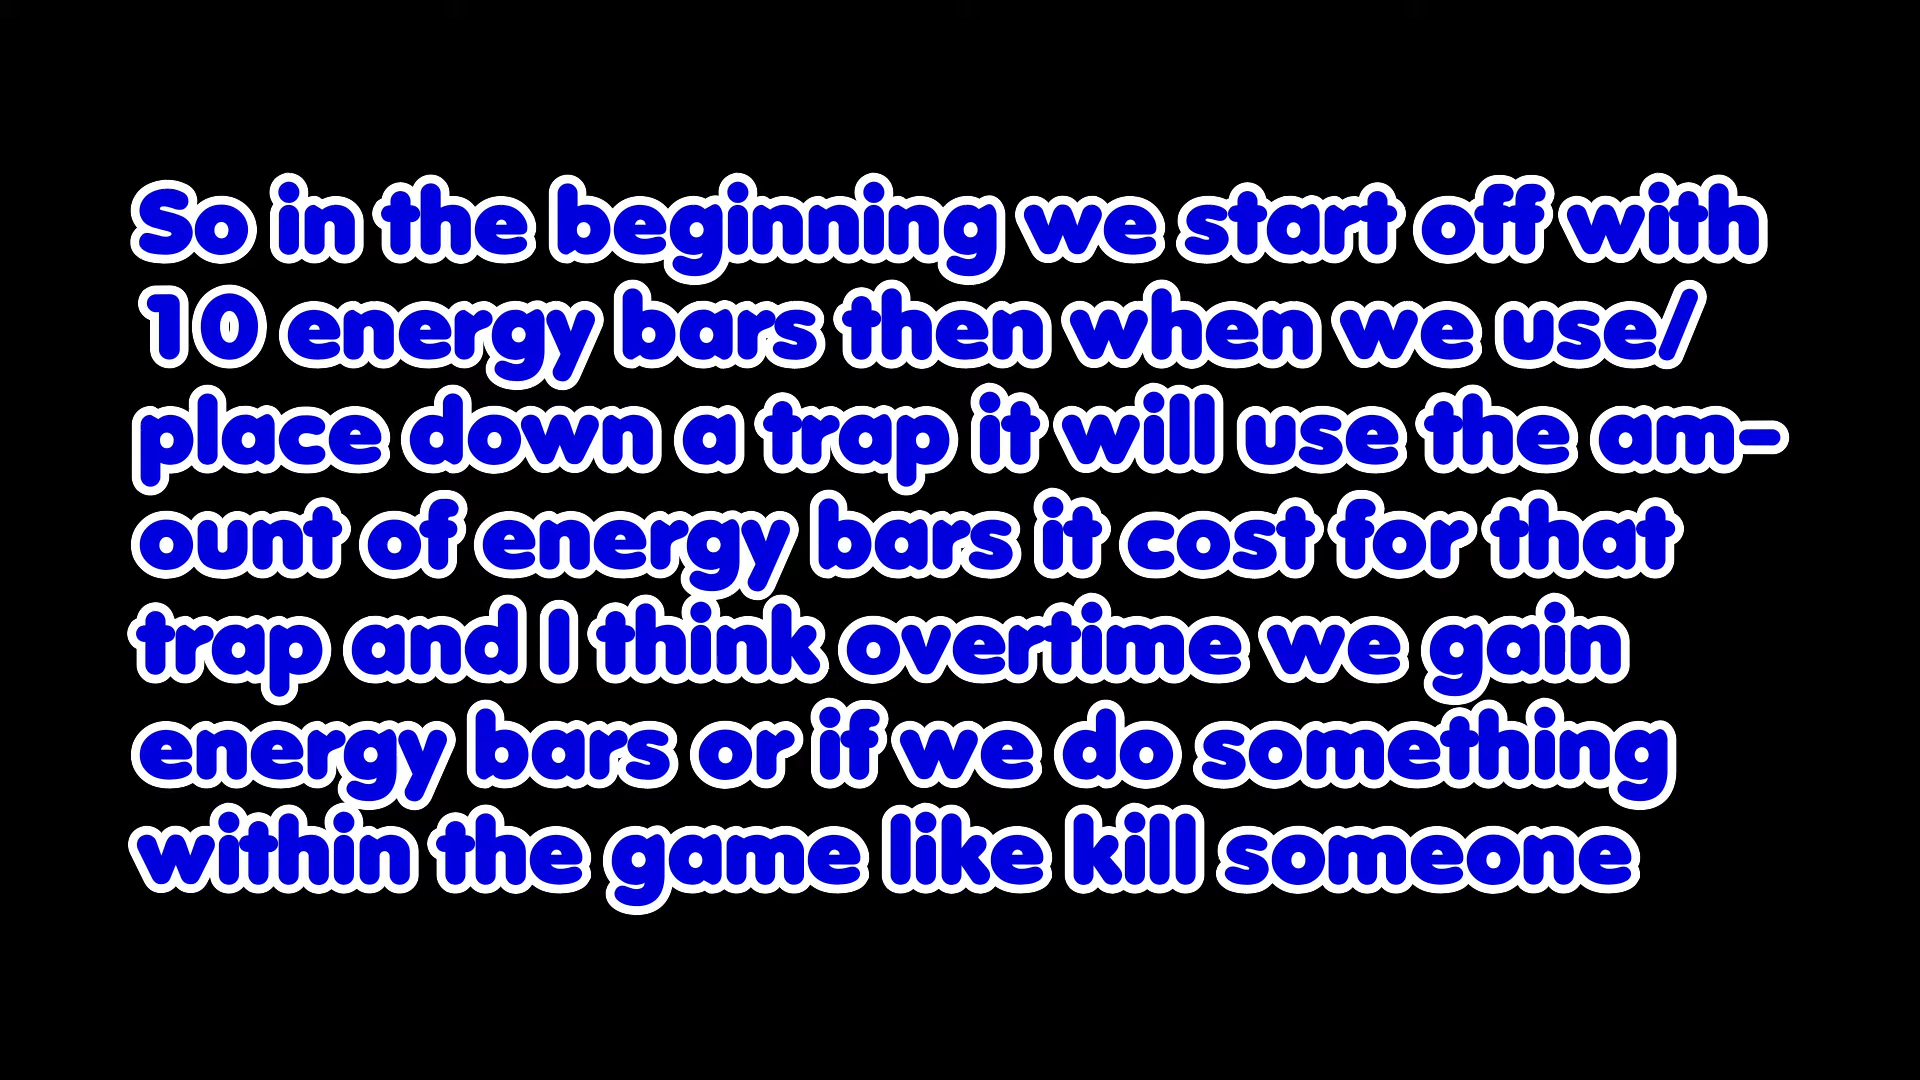 So in the beginning we start off with
10 energy bars then when we use/
place down a trap it will use the am-
ount of energy bars it cost for that
trap and I think overtime we gain
energy bars or if we do something
within the game like kill someone